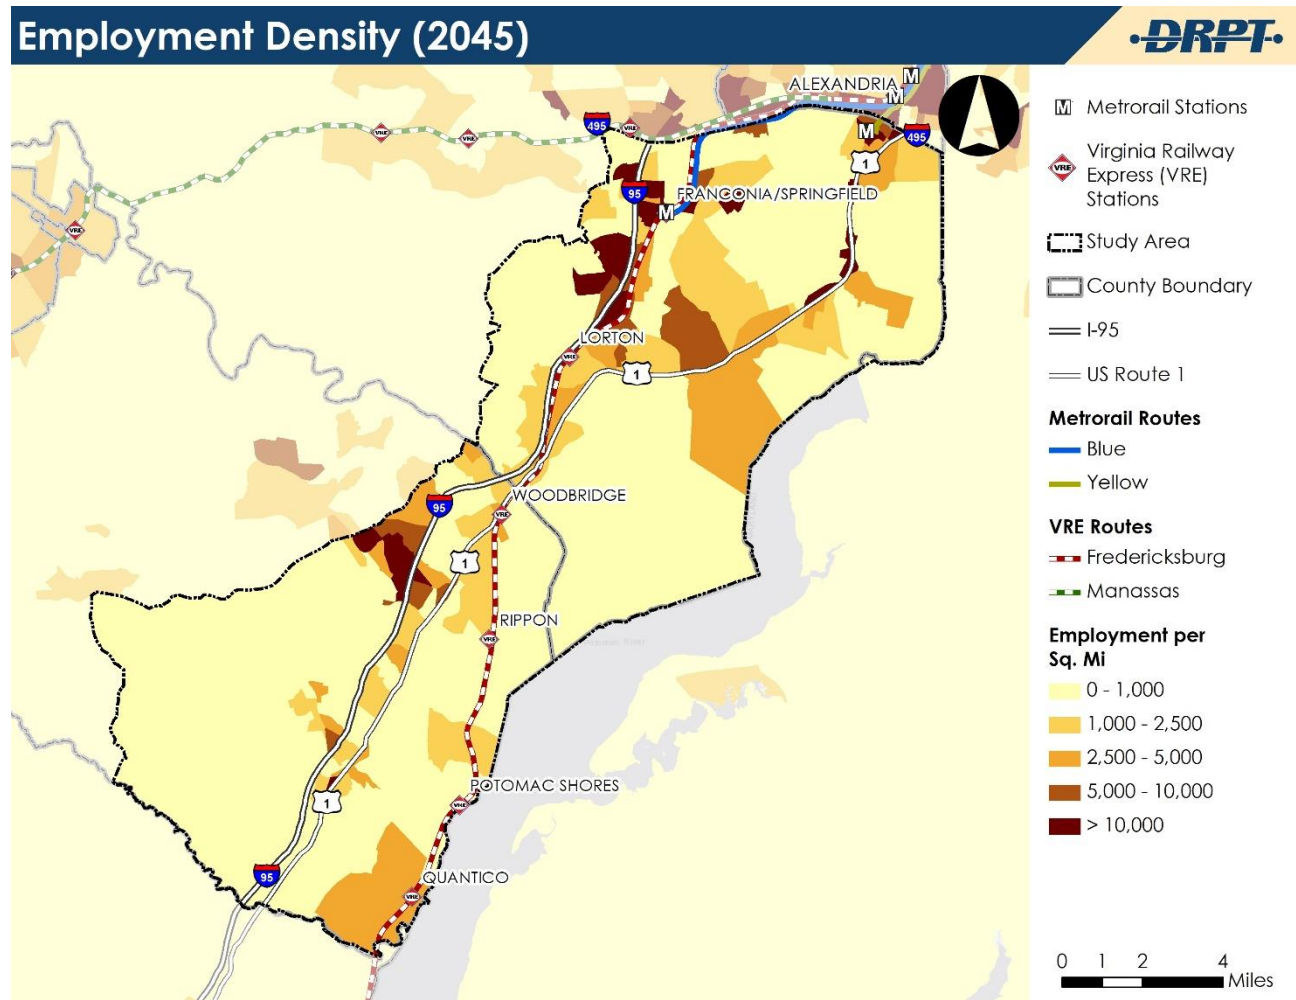 Employment Density (2045)
DRPT
ALEXANDRIA
M
M
495
VRE
VRE
VRE
M
495
1
95
FRANCONIA/SPRINGFIELD
M
VRE
LORTON
VRE
1
95
WOODBRIDGE
VRE
1
RIPPON
VRE
POTOMAC SHORES
VRE
1
95
QUANTICO
VRE
M Metrorail Stations
VRE Virginia Railway
Express (VRE)
Stations
Study Area
County Boundary
I-95
US Route 1
Metrorail Routes
Blue
Yellow
VRE Routes
Fredericksburg
Manassas
Employment per
Sq. Mi
0 - 1,000
1,000 - 2,500
2,500 - 5,000
5,000 - 10,000
> 10,000
0 1 2 4
Miles